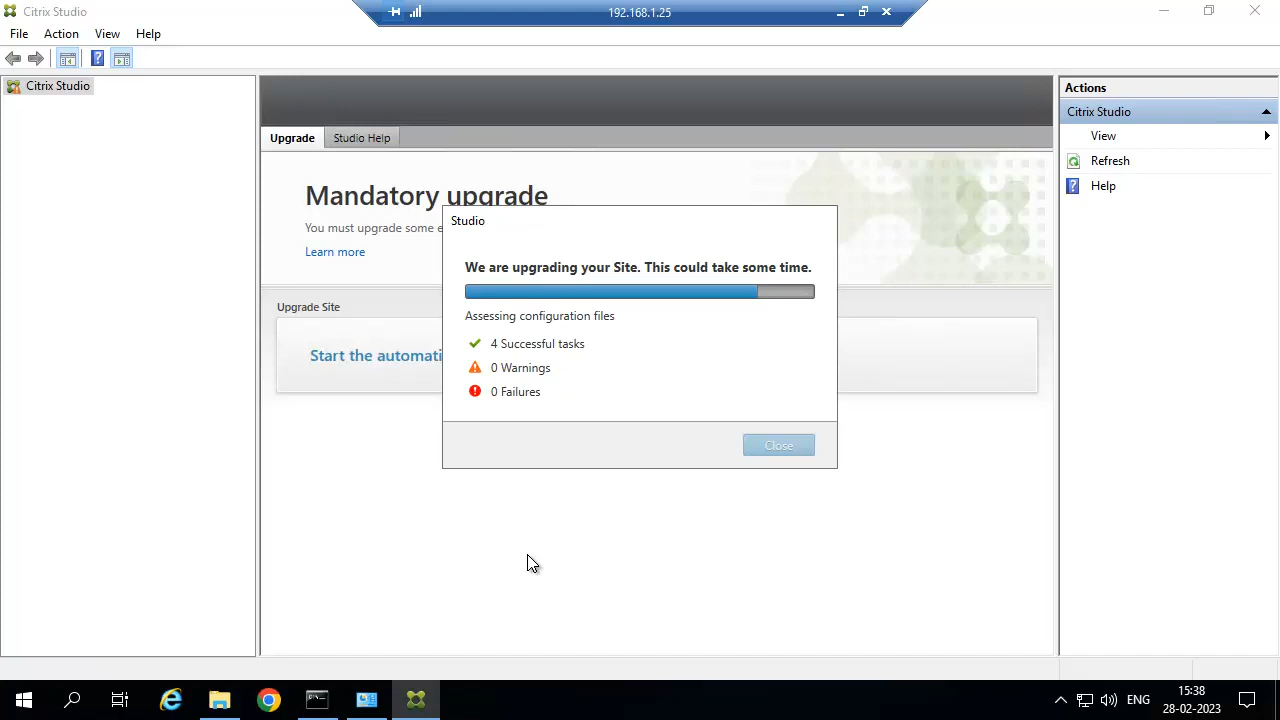 Citrix Studio
192.168.1.25
File Action View Help
Citrix Studio
Upgrade Studio Help
Mandatory upgrade
You must upgrade some e
Learn more
Upgrade Site
Start the automati
Studio
We are upgrading your Site. This could take some time.
Assessing configuration files
4 Successful tasks
0 Warnings
0 Failures
Close
Actions
Citrix Studio
View
Refresh
Help
ENG
15:38
28-02-2023